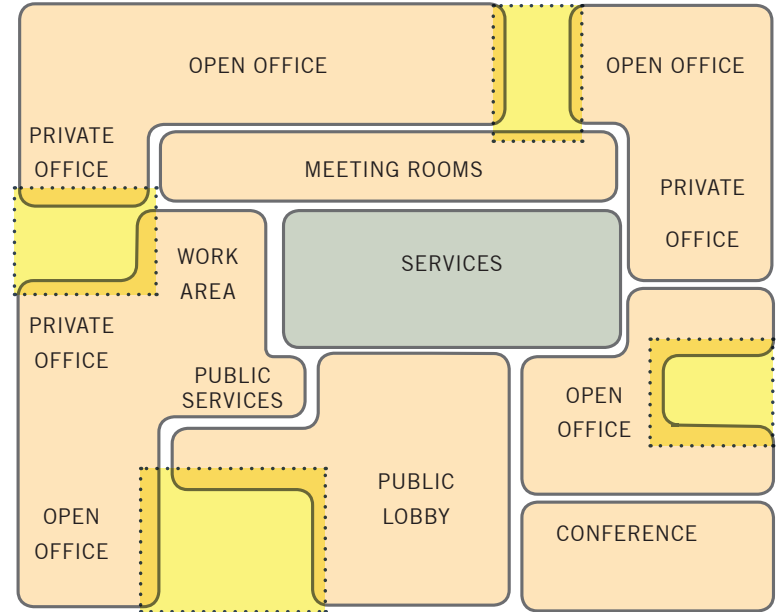 OPEN OFFICE
OPEN OFFICE
PRIVATE
OFFICE
MEETING ROOMS
PRIVATE
OFFICE
WORK
AREA
SERVICES
PRIVATE
OFFICE
PUBLIC
SERVICES
OPEN
OFFICE
PUBLIC
LOBBY
OPEN
OFFICE
CONFERENCE